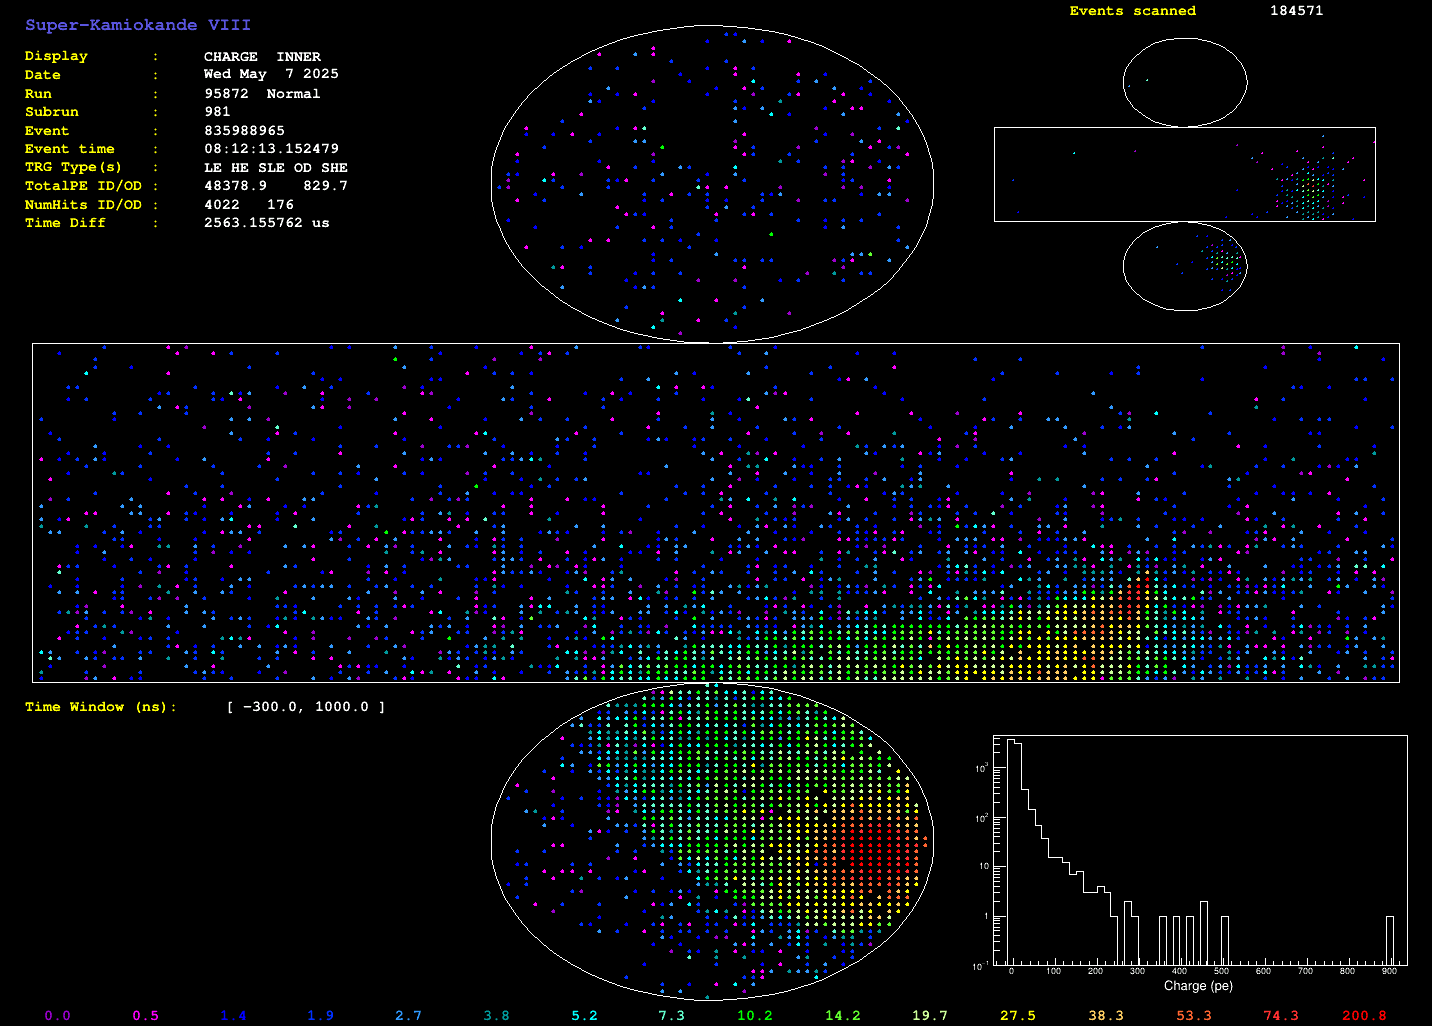 Super-Kamiokande VIII
Events scanned 184571
Display : CHARGE INNER
Date : Wed May 7 2025
Run : 95872 Normal
Subrun : 981
Event : 835988965
Event time : 08:12:13.152479
TRG Type(s) : LE HE SLE OD SHE
TotalPE ID/OD : 48378.9 829.7
NumHits ID/OD : 4022 176
Time Diff : 2563.155762 us
Time Window (ns): [ -300.0, 1000.0 ]
10³
10²
10
1
10⁻¹
0 100 200 300 400 500 600 700 800 900
Charge (pe)
0.0 0.5 1.4 1.9 2.7 3.8 5.2 7.3 10.2 14.2 19.7 27.5 38.3 53.3 74.3 200.8